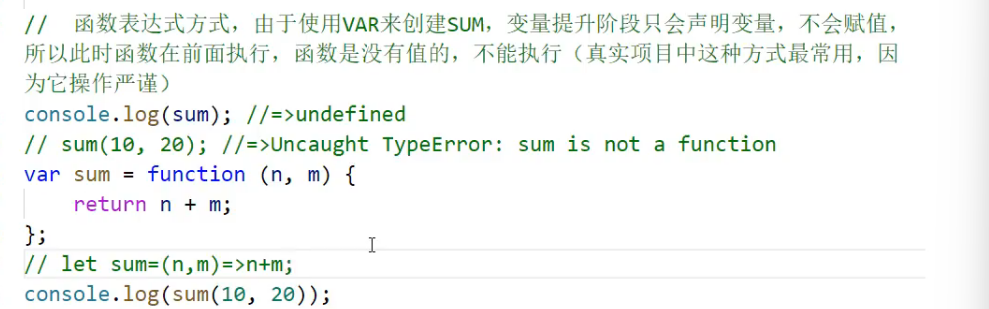 //  函数表达式方式，由于使用VAR来创建SUM，变量提升阶段只会声明变量，不会赋值，
所以此时函数在前面执行，函数是没有值的，不能执行（真实项目中这种方式最常用，因
为它操作严谨）
console.log(sum); //=>undefined
// sum(10, 20); //=>Uncaught TypeError: sum is not a function
var sum = function (n, m) {
    return n + m;
};
// let sum=(n,m)=>n+m;
console.log(sum(10, 20));